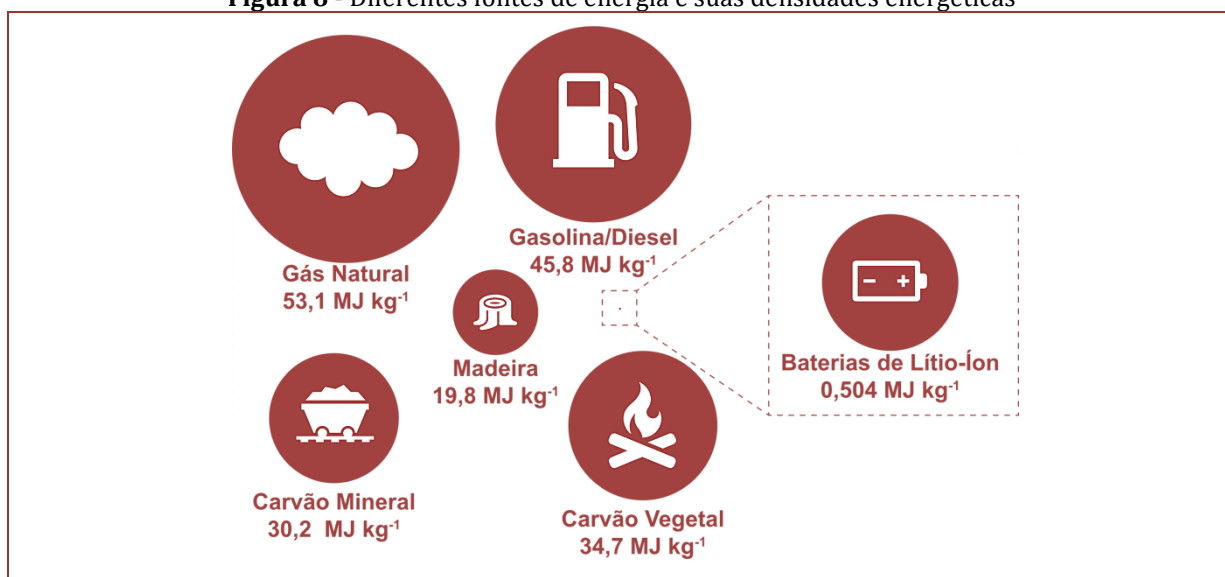 Figura 8 - Diferentes fontes de energia e suas densidades energéticas
Gás Natural
53,1 MJ kg⁻¹
Gasolina/Diesel
45,8 MJ kg⁻¹
Madeira
19,8 MJ kg⁻¹
- +
Baterias de Lítio-Íon
0,504 MJ kg⁻¹
Carvão Mineral
30,2 MJ kg⁻¹
Carvão Vegetal
34,7 MJ kg⁻¹